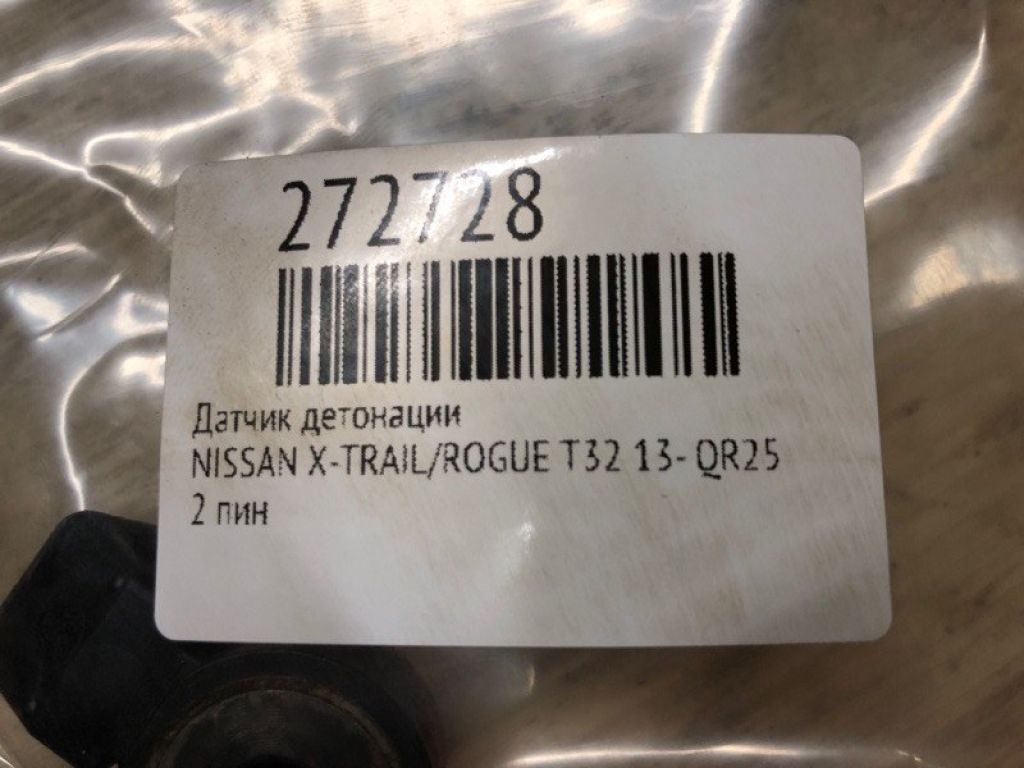 272728
Датчик детонации
NISSAN X-TRAIL/ROGUE T32 13- QR25
2 пин